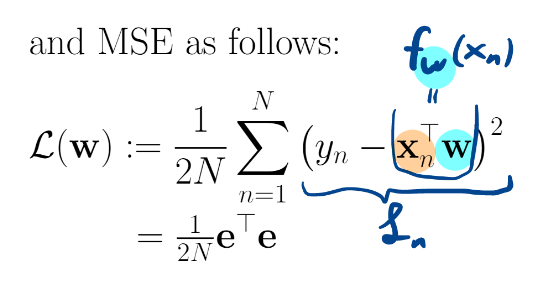 and MSE as follows:
f_w(x_n)
=
𝓛(𝐰) := 1/2N ∑_{n=1}^{N} (y_n − 𝐱_n^⊤𝐰)^2
𝓛_n
= 1/2N 𝐞^⊤𝐞